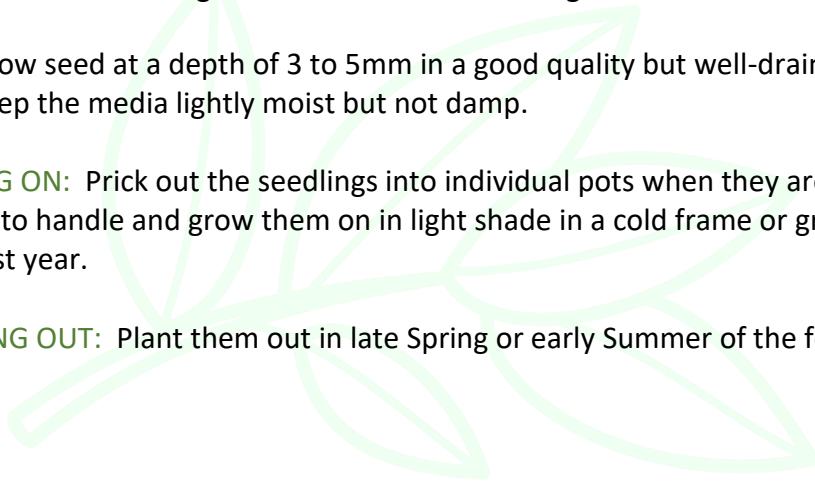 ow seed at a depth of 3 to 5mm in a good quality but well-drain
ep the media lightly moist but not damp.
G ON: Prick out the seedlings into individual pots when they ar
to handle and grow them on in light shade in a cold frame or gr
st year.
NG OUT: Plant them out in late Spring or early Summer of the f